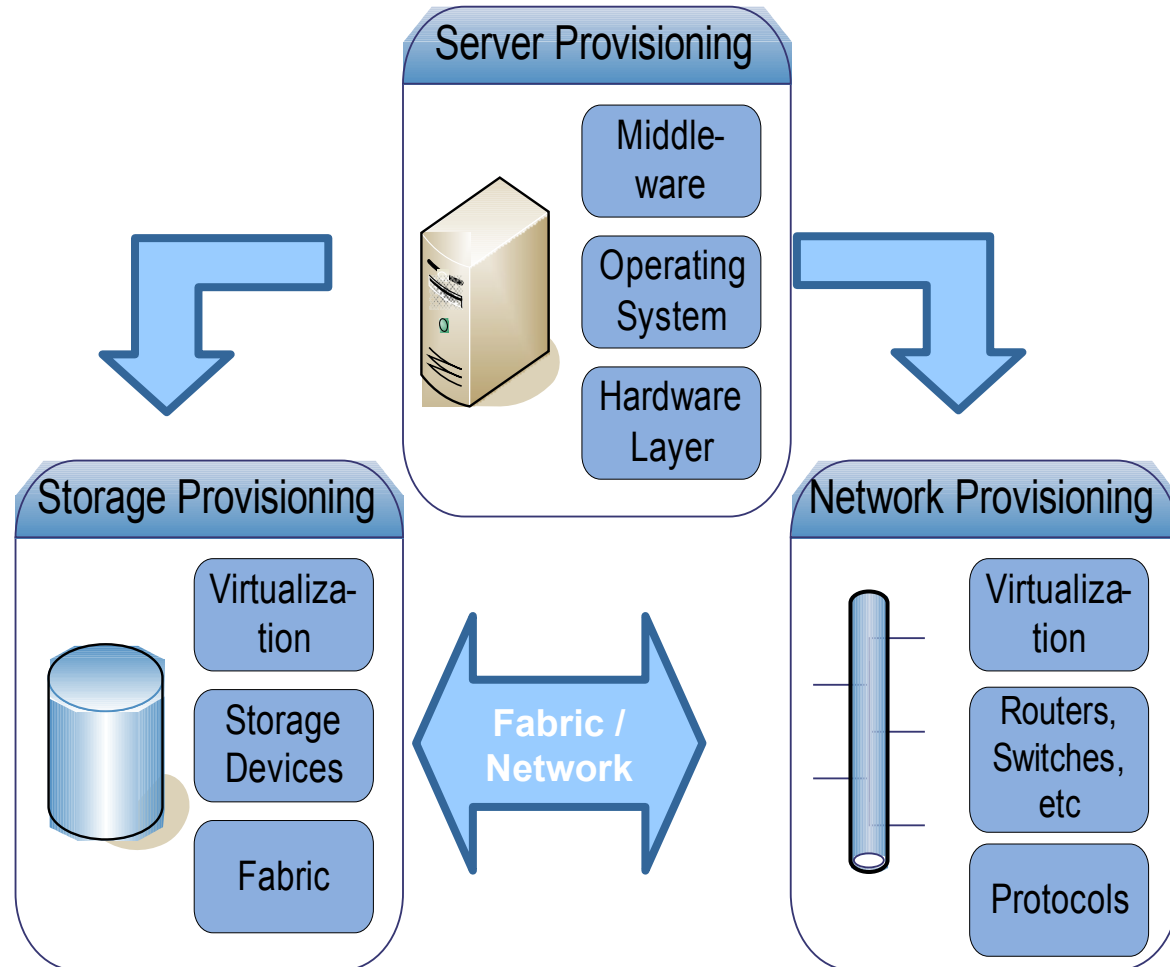 Server Provisioning
Middle-
ware
Operating
System
Hardware
Layer
Storage Provisioning
Virtualiza-
tion
Storage
Devices
Fabric
Fabric /
Network
Network Provisioning
Virtualiza-
tion
Routers,
Switches,
etc
Protocols